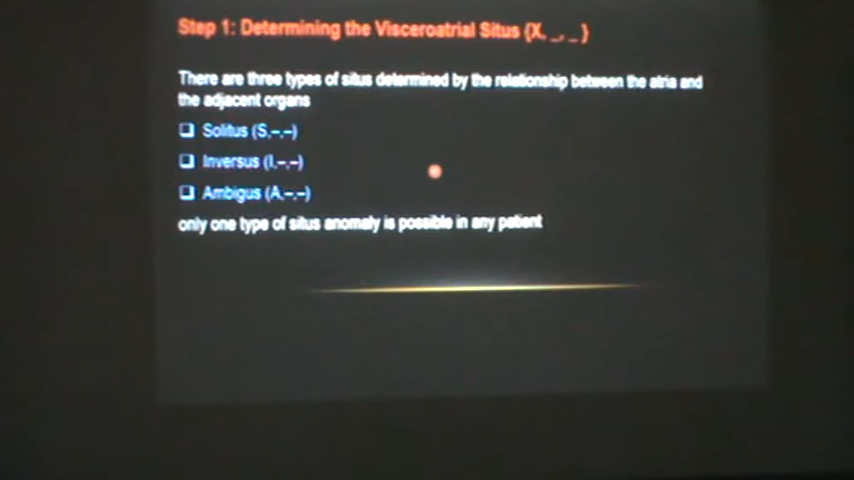 Step 1: Determining the Visceroatrial Situs {X, _, _ }
There are three types of situs determined by the relationship between the atria and
the adjacent organs
Solitus (S,–,–)
Inversus (I,–,–)
Ambigus (A,–,–)
only one type of situs anomaly is possible in any patient